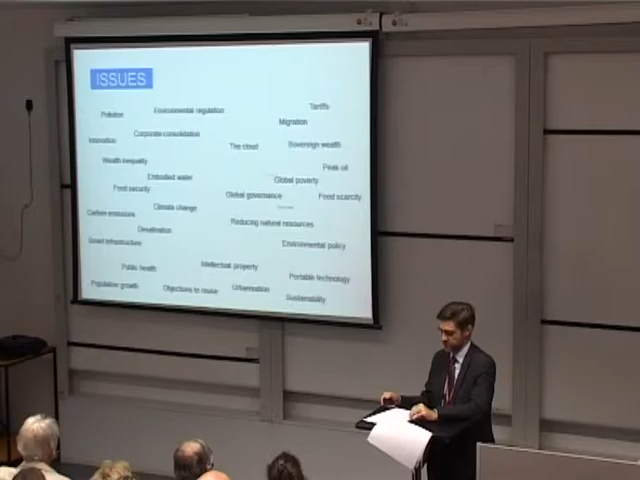 ISSUES
Pollution
Environmental regulation
Tariffs
Migration
Innovation
Corporate consolidation
The cloud
Sovereign wealth
Wealth inequality
Peak oil
Embodied water
Global poverty
Food security
Global governance
Food scarcity
Carbon emissions
Climate change
Desalination
Reducing natural resources
Smart infrastructure
Environmental policy
Public health
Intellectual property
Portable technology
Population growth
Objections to noise
Urbanisation
Sustainability